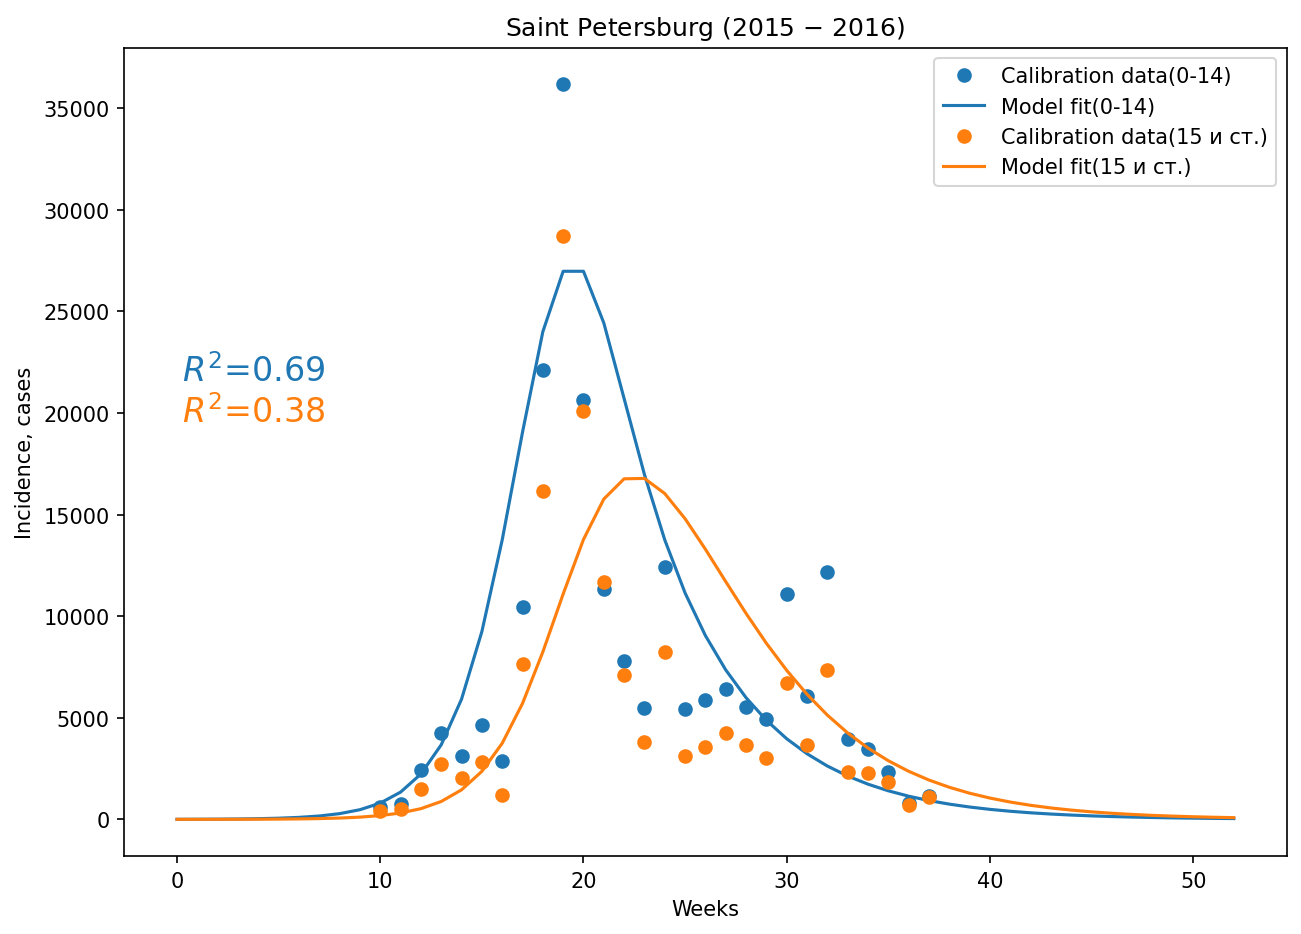 Saint Petersburg (2015 − 2016)
Calibration data(0-14)
Model fit(0-14)
Calibration data(15 и ст.)
Model fit(15 и ст.)
35000
30000
25000
20000
15000
10000
5000
0
Incidence, cases
R²=0.69
R²=0.38
0 10 20 30 40 50
Weeks